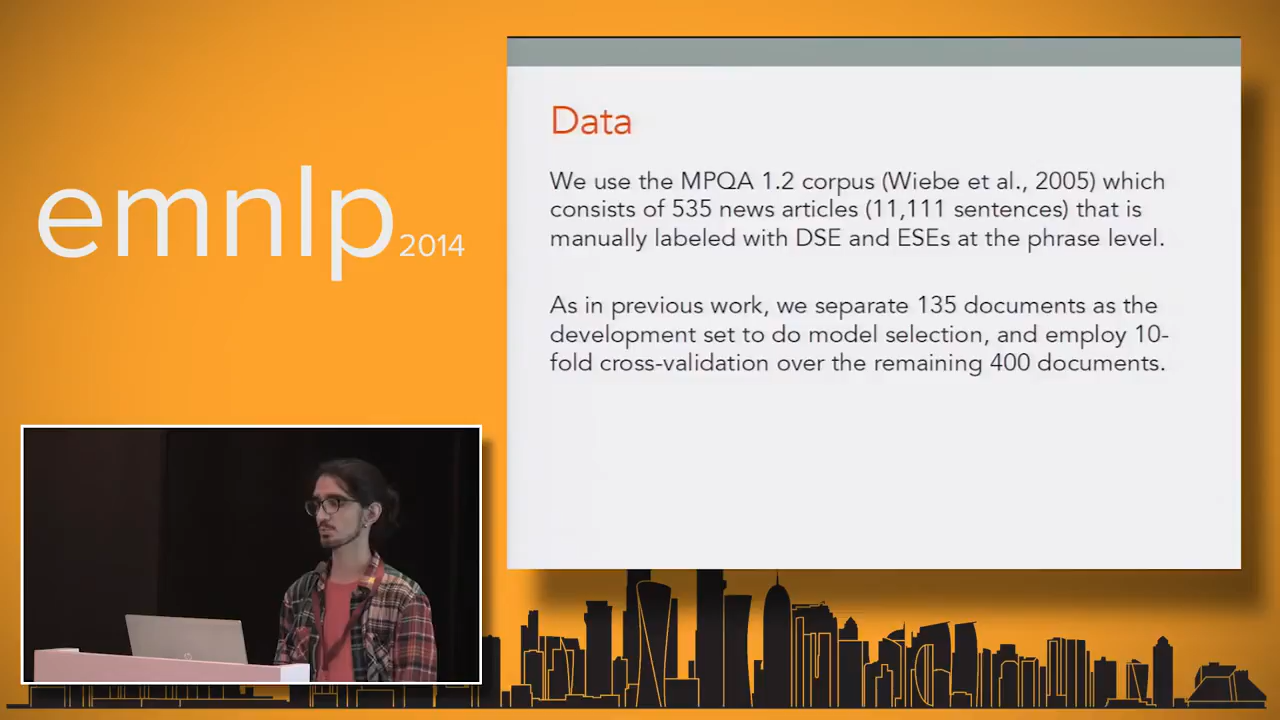 emnlp 2014
Data
We use the MPQA 1.2 corpus (Wiebe et al., 2005) which
consists of 535 news articles (11,111 sentences) that is
manually labeled with DSE and ESEs at the phrase level.
As in previous work, we separate 135 documents as the
development set to do model selection, and employ 10-
fold cross-validation over the remaining 400 documents.